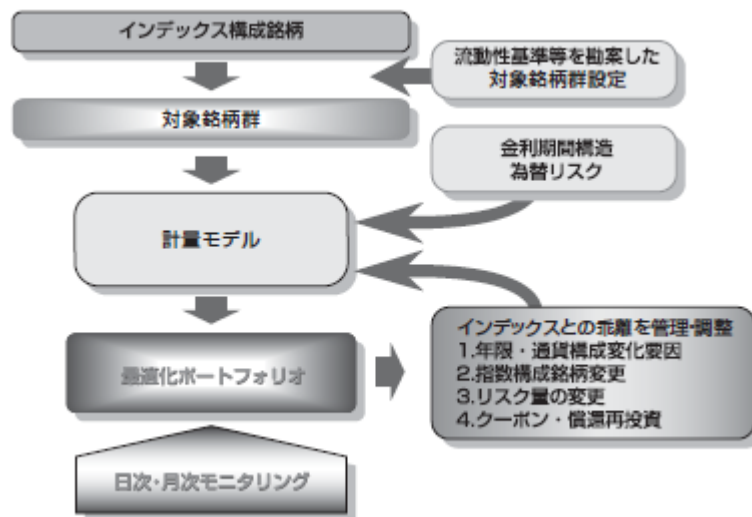 インデックス構成銘柄
流動性基準等を勘案した
対象銘柄群設定
対象銘柄群
金利期間構造
為替リスク
計量モデル
インデックスとの乖離を管理・調整
1.年限・通貨構成変化要因
2.指数構成銘柄変更
3.リスク量の変更
4.クーポン・償還再投資
最適化ポートフォリオ
日次・月次モニタリング